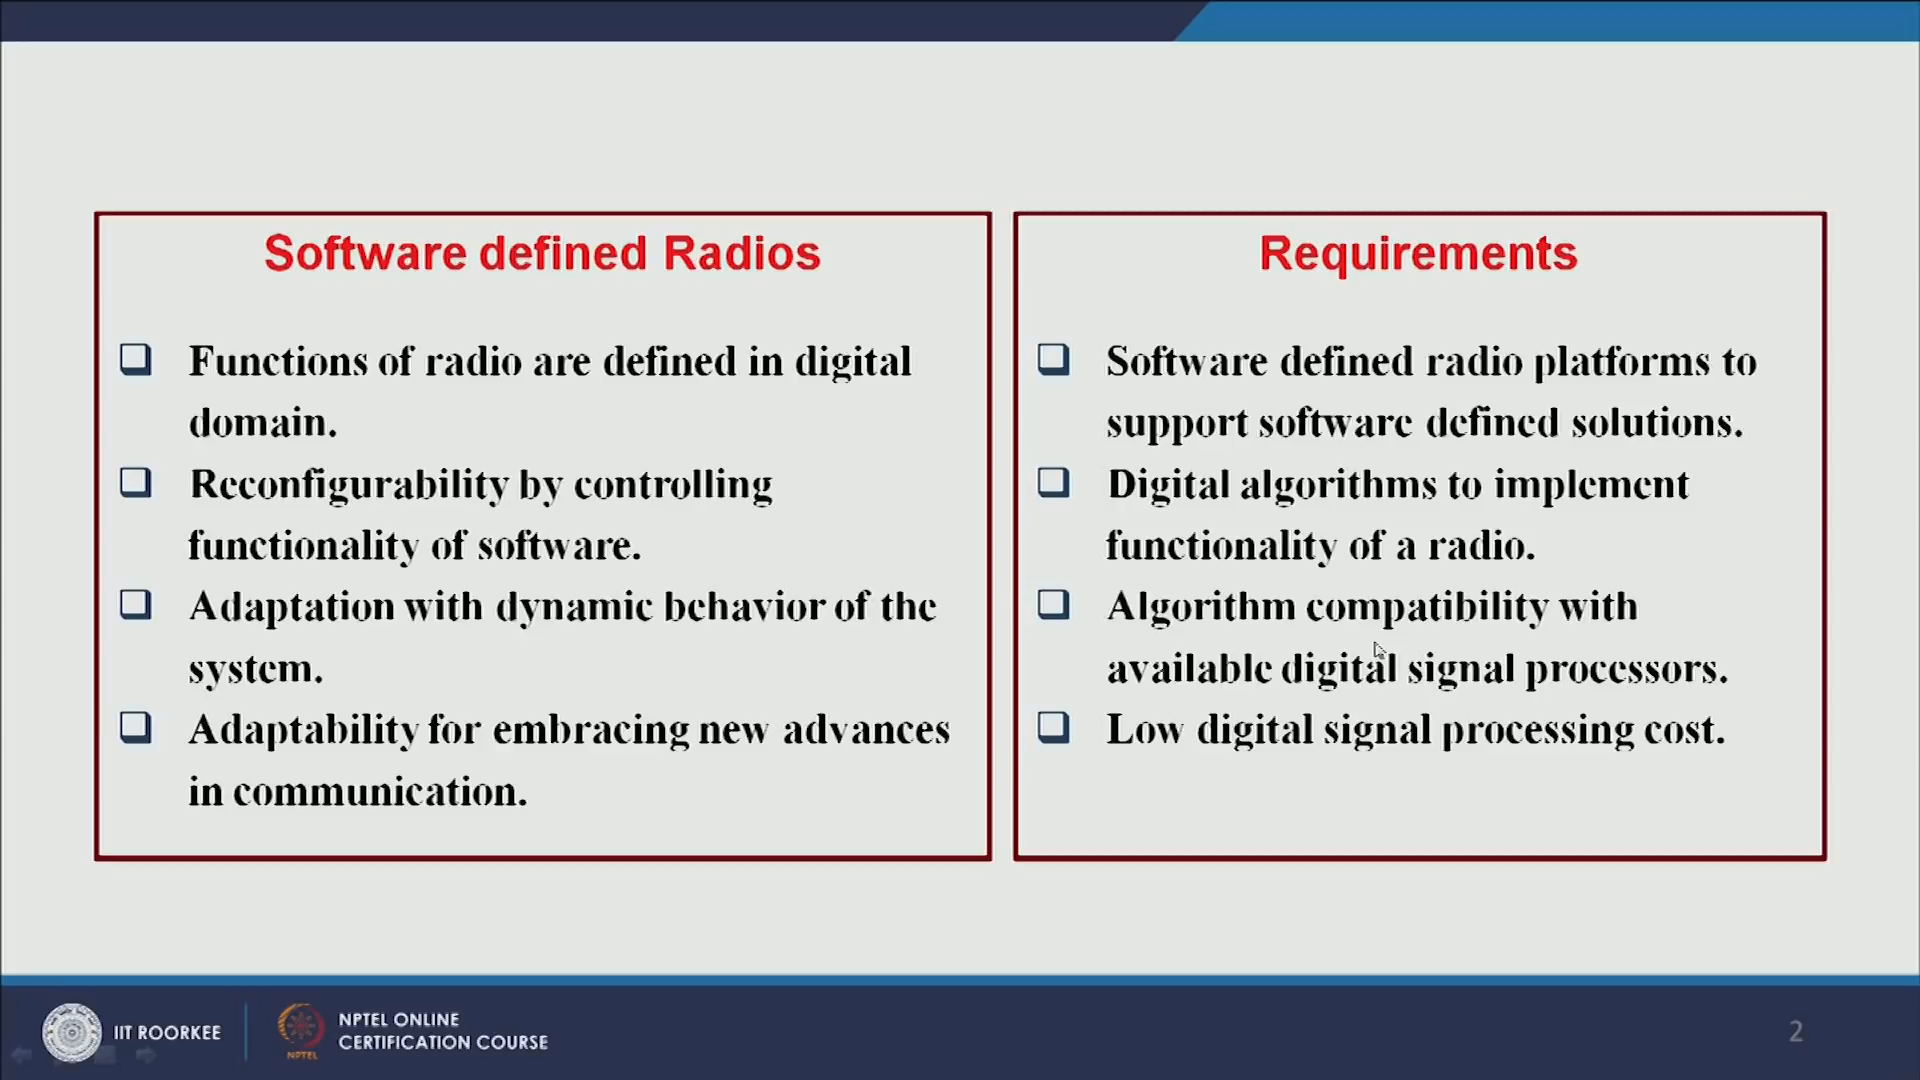 Software defined Radios
Functions of radio are defined in digital
domain.
Reconfigurability by controlling
functionality of software.
Adaptation with dynamic behavior of the
system.
Adaptability for embracing new advances
in communication.
Requirements
Software defined radio platforms to
support software defined solutions.
Digital algorithms to implement
functionality of a radio.
Algorithm compatibility with
available digital signal processors.
Low digital signal processing cost.
IIT ROORKEE
NPTEL
NPTEL ONLINE
CERTIFICATION COURSE
2